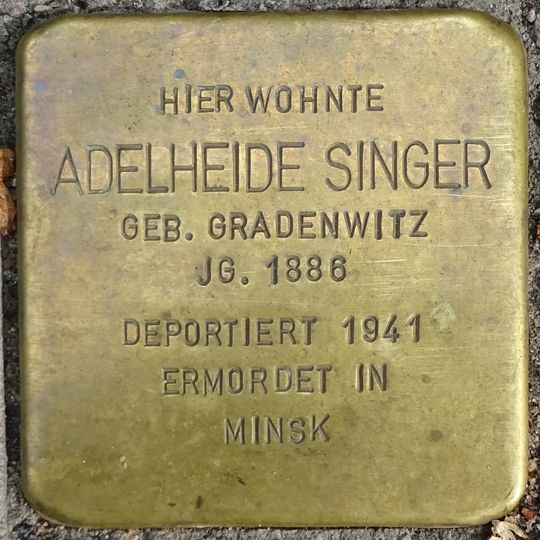 HIER WOHNTE
ADELHEIDE SINGER
GEB. GRADENWITZ
JG. 1886
DEPORTIERT 1941
ERMORDET IN
MINSK